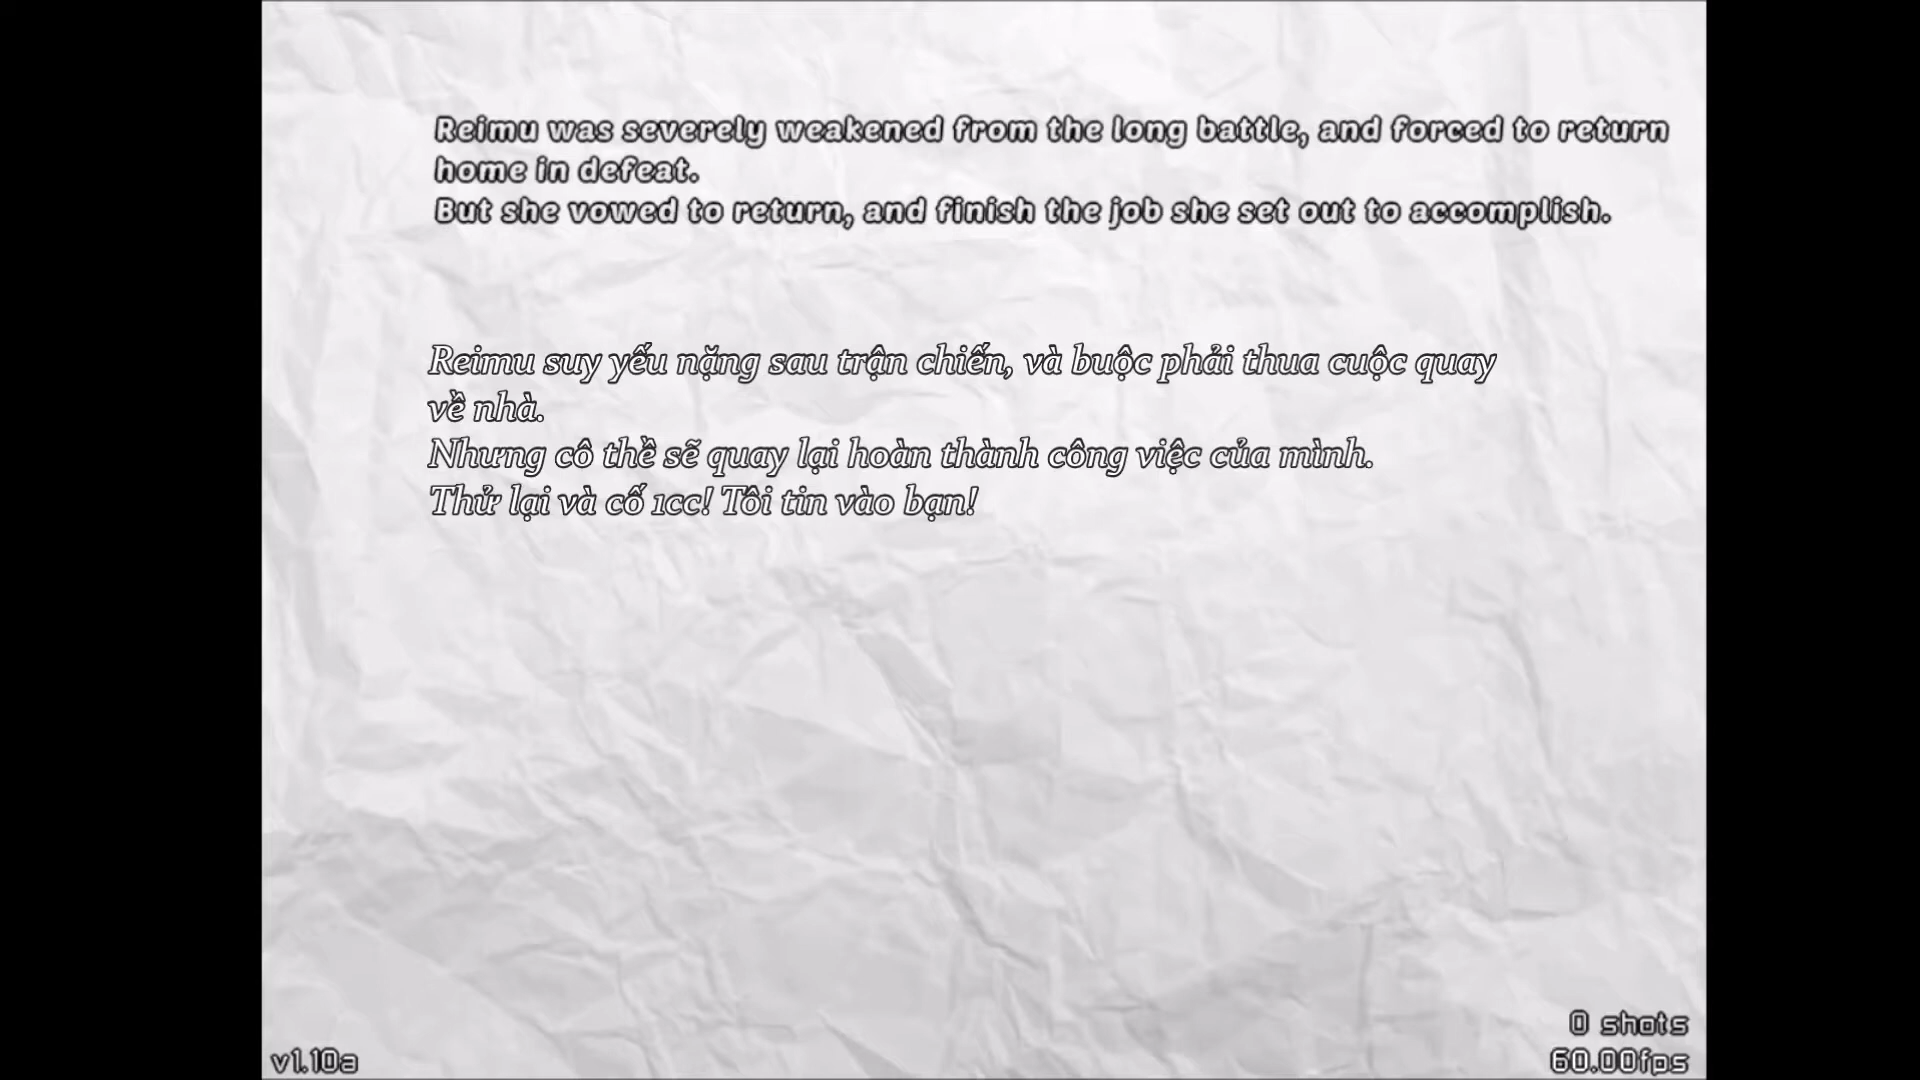 Reimu was severely weakened from the long battle, and forced to return
home in defeat.
But she vowed to return, and finish the job she set out to accomplish.
Reimu suy yếu nặng sau trận chiến, và buộc phải thua cuộc quay
về nhà.
Nhưng cô thề sẽ quay lại hoàn thành công việc của mình.
Thử lại và cố 1cc! Tôi tin vào bạn!
0 shots
v1.10a
60.00fps